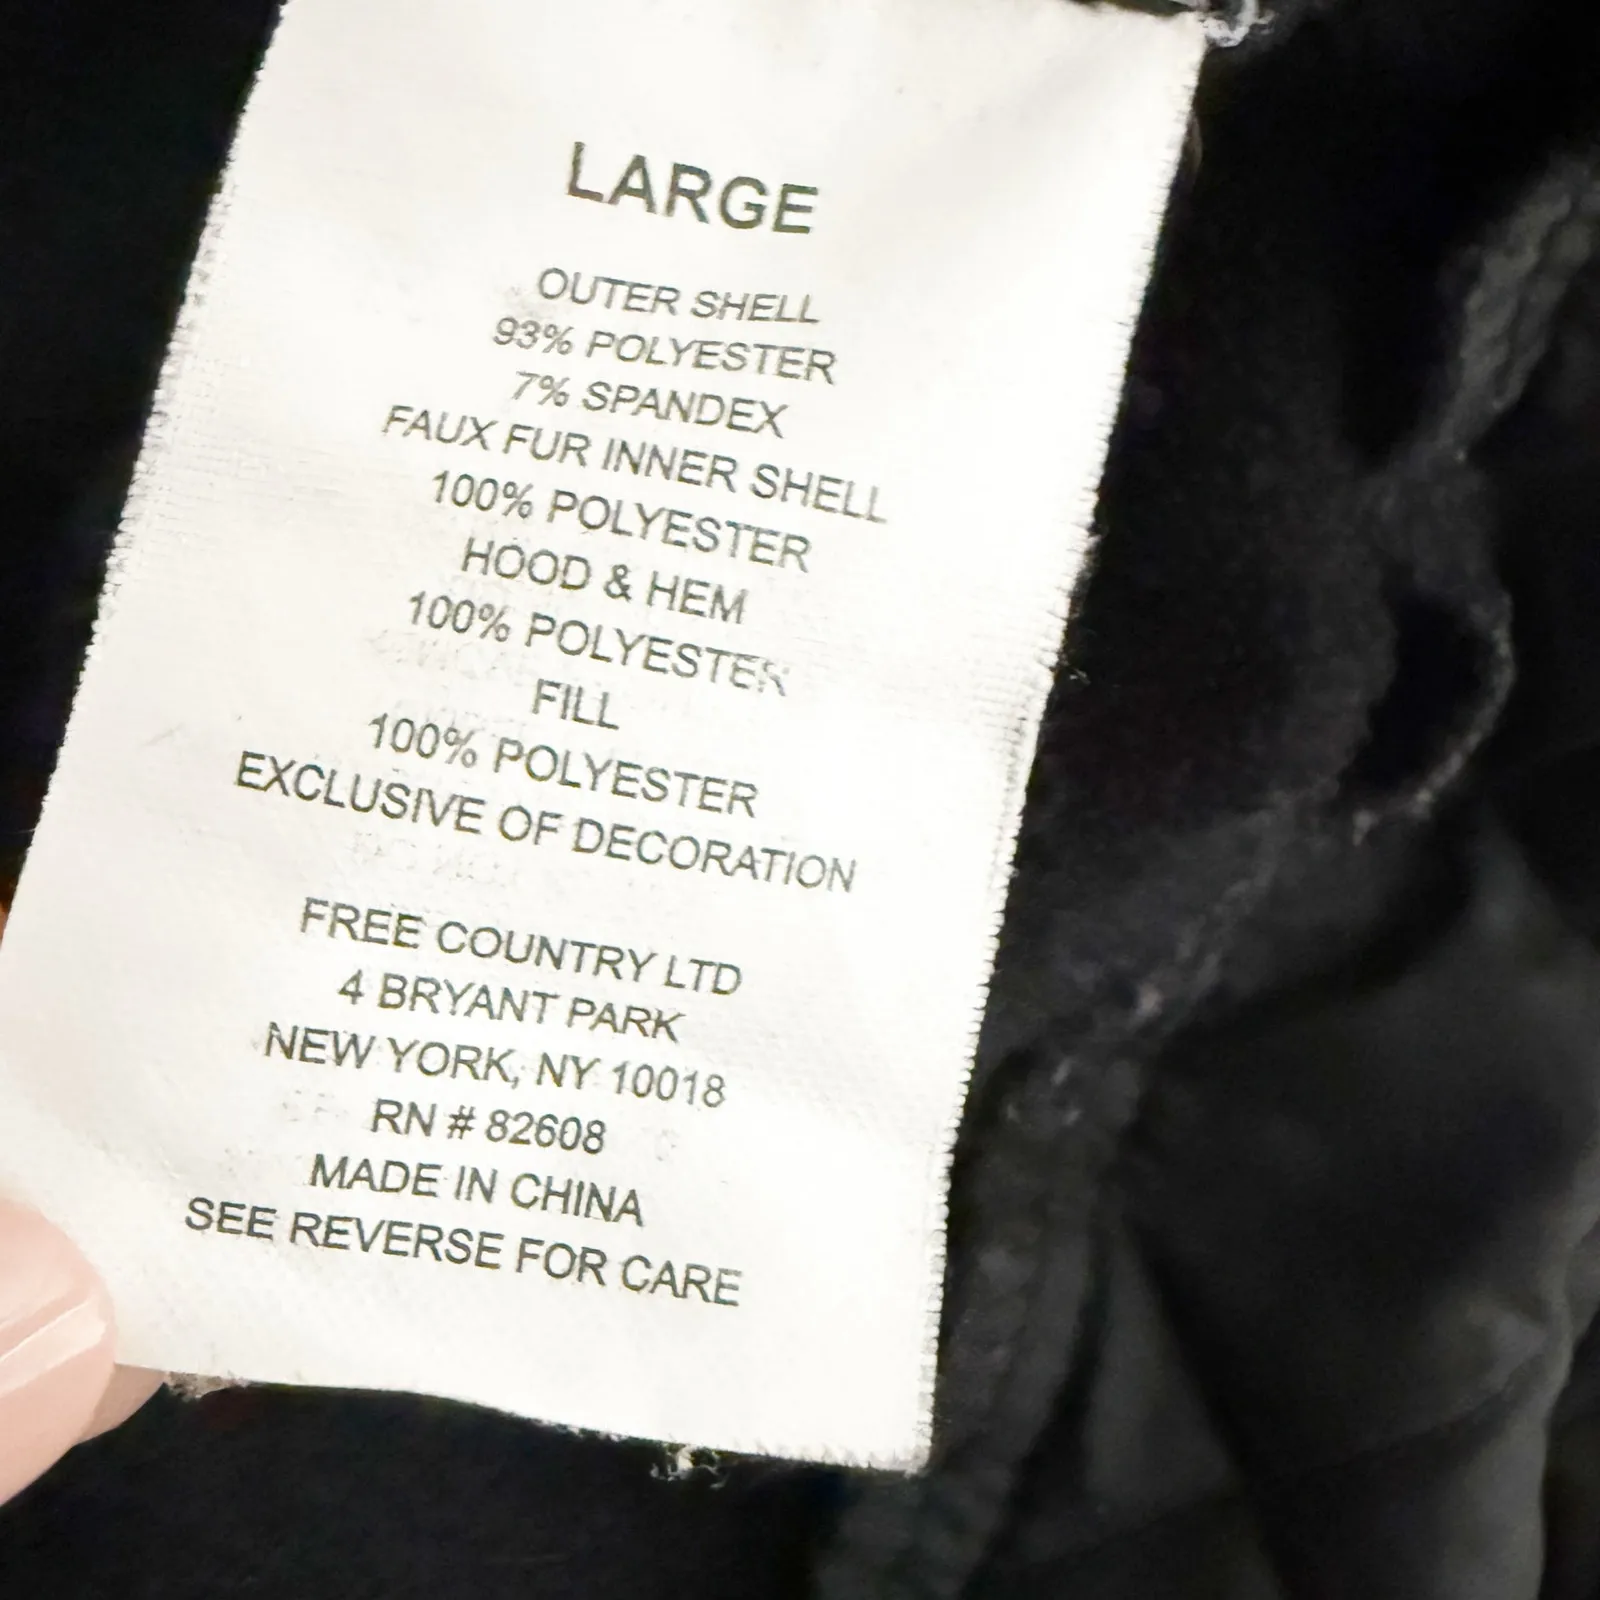 LARGE
OUTER SHELL
93% POLYESTER
7% SPANDEX
FAUX FUR INNER SHELL
100% POLYESTER
HOOD & HEM
100% POLYESTER
FILL
100% POLYESTER
EXCLUSIVE OF DECORATION
FREE COUNTRY LTD
4 BRYANT PARK
NEW YORK, NY 10018
RN # 82608
MADE IN CHINA
SEE REVERSE FOR CARE